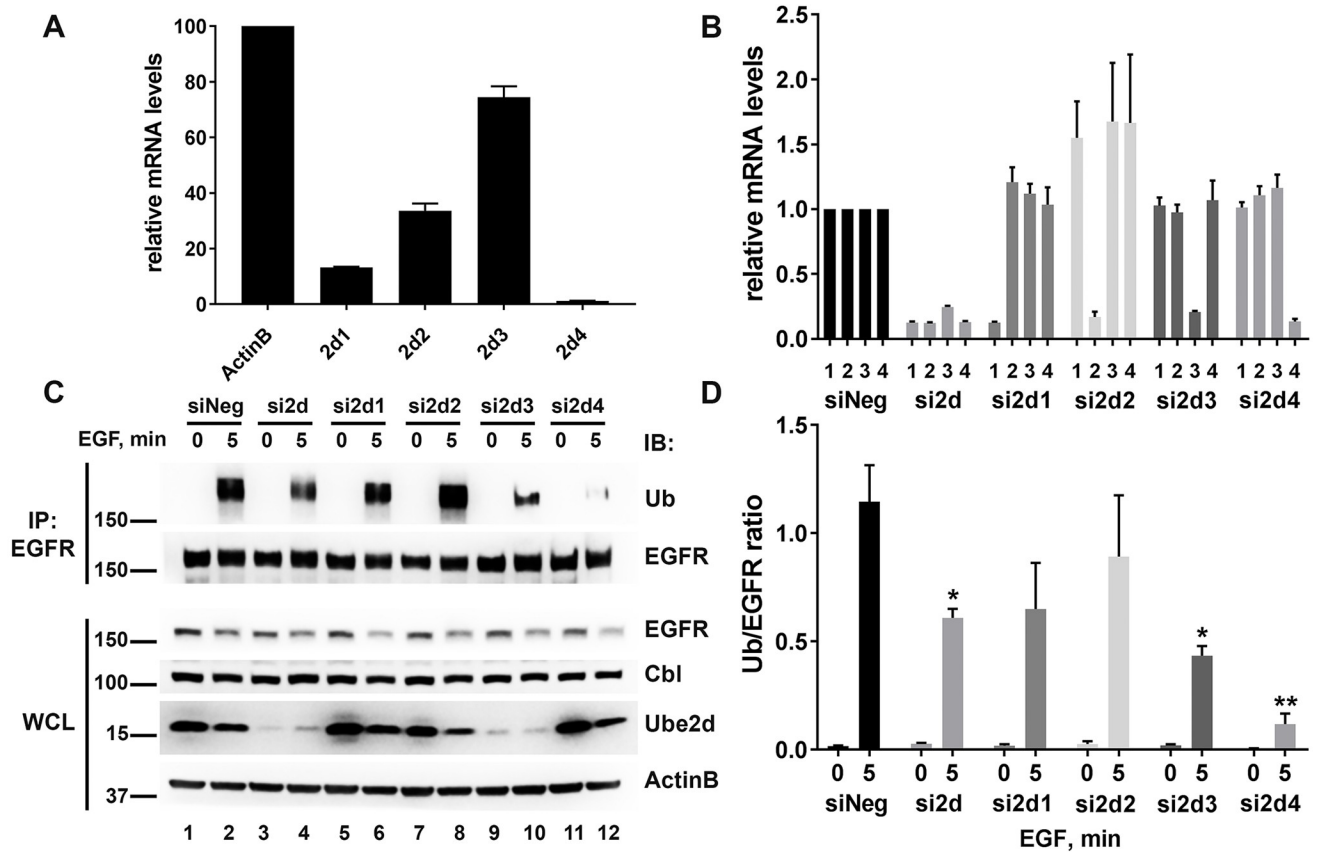 A
relative mRNA levels
100
80
60
40
20
0
ActinB 2d1 2d2 2d3 2d4
B
relative mRNA levels
2.5
2.0
1.5
1.0
0.5
0.0
1 2 3 4 1 2 3 4 1 2 3 4 1 2 3 4 1 2 3 4 1 2 3 4
siNeg si2d si2d1 si2d2 si2d3 si2d4
C
siNeg si2d si2d1 si2d2 si2d3 si2d4
EGF, min 0 5 0 5 0 5 0 5 0 5 0 5 IB:
IP:
EGFR
Ub
150
EGFR
150
WCL
EGFR
150
Cbl
100
Ube2d
15
ActinB
37
1 2 3 4 5 6 7 8 9 10 11 12
D
Ub/EGFR ratio
1.5
1.0
0.5
0.0
* * **
0 5 0 5 0 5 0 5 0 5 0 5
siNeg si2d si2d1 si2d2 si2d3 si2d4
EGF, min